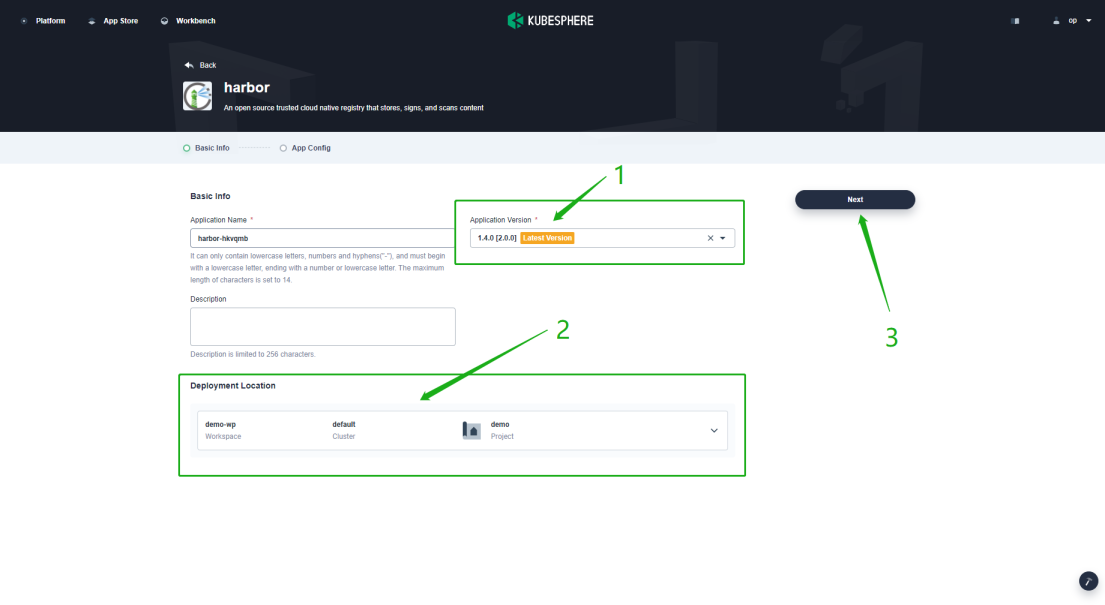 Platform
App Store
Workbench
KUBESPHERE
op
Back
harbor
An open source trusted cloud native registry that stores, signs, and scans content
Basic Info
App Config
1
Basic Info
Next
Application Name *
Application Version *
harbor-hkvqmb
1.4.0 [2.0.0] Latest Version
It can only contain lowercase letters, numbers and hyphens("-"), and must begin
with a lowercase letter, ending with a number or lowercase letter. The maximum
length of characters is set to 14.
Description
2
3
Description is limited to 256 characters.
Deployment Location
demo-wp
Workspace
default
Cluster
demo
Project